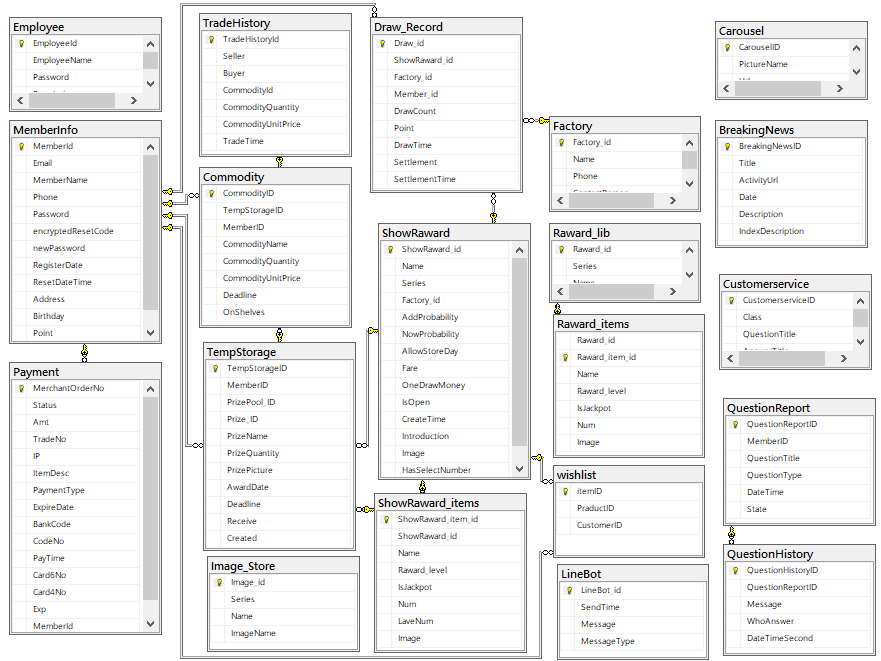 Employee
EmployeeId
EmployeeName
Password
MemberInfo
MemberId
Email
MemberName
Phone
Password
encryptedResetCode
newPassword
RegisterDate
ResetDateTime
Address
Birthday
Point
Payment
MerchantOrderNo
Status
Amt
TradeNo
IP
ItemDesc
PaymentType
ExpireDate
BankCode
CodeNo
PayTime
Card6No
Card4No
Exp
MemberId
TradeHistory
TradeHistoryId
Seller
Buyer
CommodityId
CommodityQuantity
CommodityUnitPrice
TradeTime
Commodity
CommodityID
TempStorageID
MemberID
CommodityName
CommodityQuantity
CommodityUnitPrice
Deadline
OnShelves
TempStorage
TempStorageID
MemberID
PrizePool_ID
Prize_ID
PrizeName
PrizeQuantity
PrizePicture
AwardDate
Deadline
Receive
Created
Image_Store
Image_id
Series
Name
ImageName
Draw_Record
Draw_id
ShowRaward_id
Factory_id
Member_id
DrawCount
Point
DrawTime
Settlement
SettlementTime
ShowRaward
ShowRaward_id
Name
Series
Factory_id
AddProbability
NowProbability
AllowStoreDay
Fare
OneDrawMoney
IsOpen
CreateTime
Introduction
Image
HasSelectNumber
ShowRaward_items
ShowRaward_item_id
ShowRaward_id
Name
Raward_level
IsJackpot
Num
LaveNum
Image
Factory
Factory_id
Name
Phone
Raward_lib
Raward_id
Series
Name
Raward_items
Raward_id
Raward_item_id
Name
Raward_level
IsJackpot
Num
Image
wishlist
itemID
PraductID
CustomerID
LineBot
LineBot_id
SendTime
Message
MessageType
Carousel
CarouselID
PictureName
BreakingNews
BreakingNewsID
Title
ActivityUrl
Date
Description
IndexDescription
Customerservice
CustomerserviceID
Class
QuestionTitle
QuestionReport
QuestionReportID
MemberID
QuestionTitle
QuestionType
DateTime
State
QuestionHistory
QuestionHistoryID
QuestionReportID
Message
WhoAnswer
DateTimeSecond